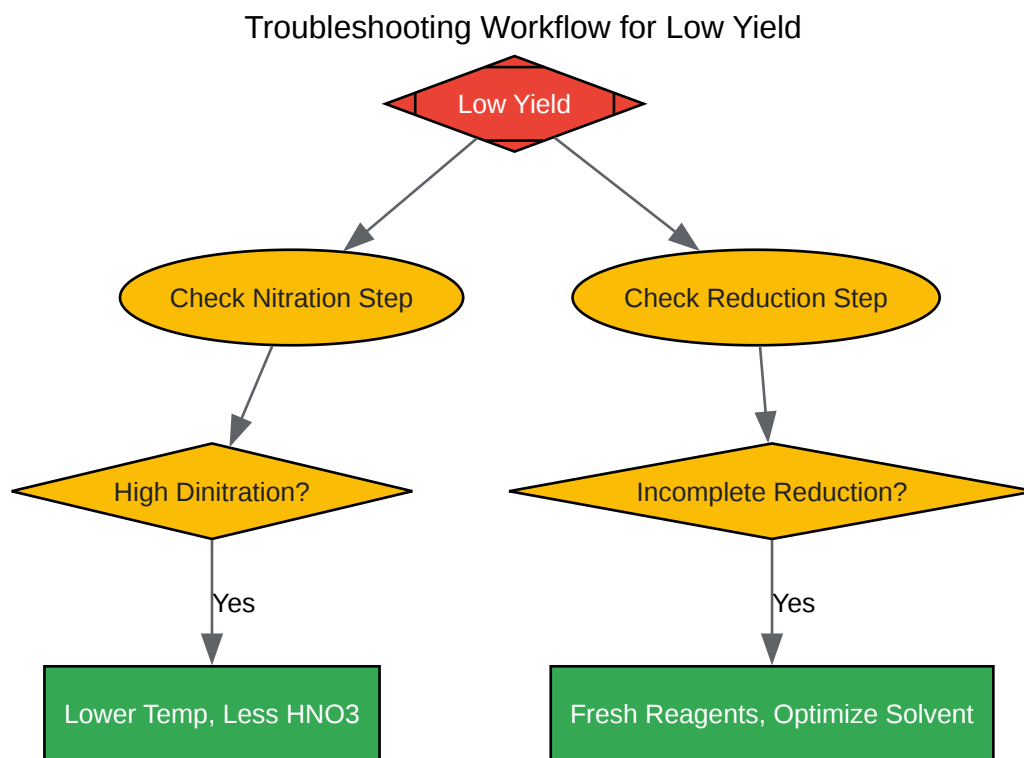 Troubleshooting Workflow for Low Yield
Low Yield
Check Nitration Step
Check Reduction Step
High Dinitration?
Incomplete Reduction?
Yes
Yes
Lower Temp, Less HNO3
Fresh Reagents, Optimize Solvent